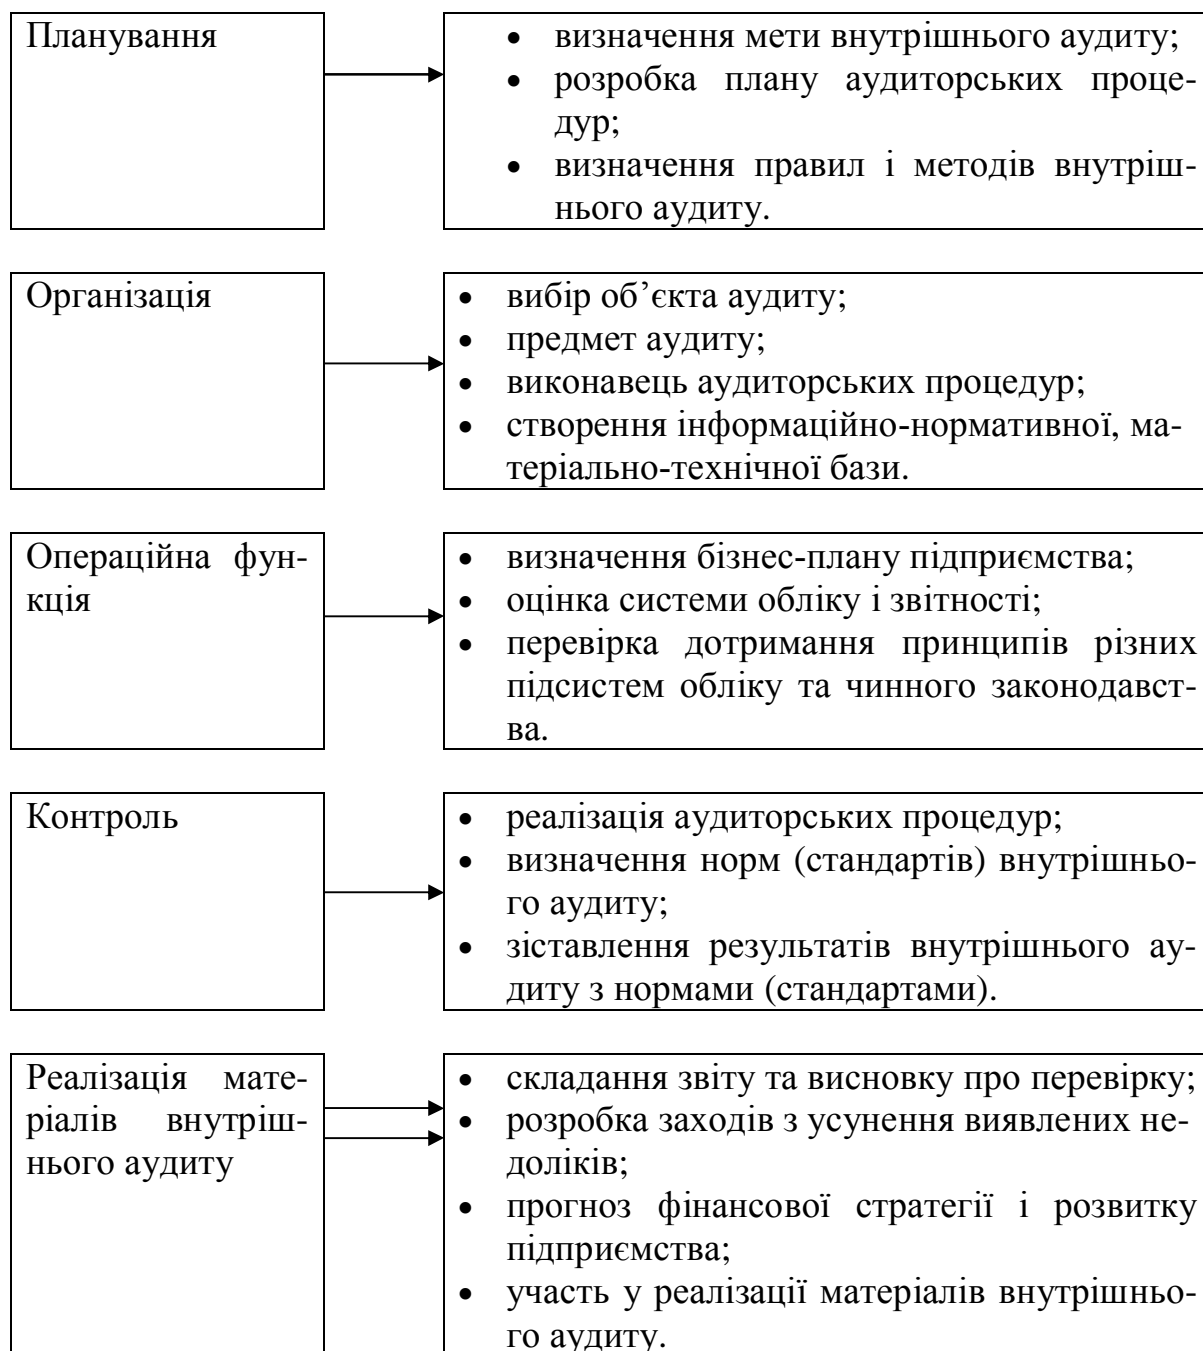 Планування
• визначення мети внутрішнього аудиту;
• розробка плану аудиторських проце-
дур;
• визначення правил і методів внутріш-
нього аудиту.
Організація
• вибір об’єкта аудиту;
• предмет аудиту;
• виконавець аудиторських процедур;
• створення інформаційно-нормативної, ма-
теріально-технічної бази.
Операційна фун-
кція
• визначення бізнес-плану підприємства;
• оцінка системи обліку і звітності;
• перевірка дотримання принципів різних
підсистем обліку та чинного законодавст-
ва.
Контроль
• реалізація аудиторських процедур;
• визначення норм (стандартів) внутрішньо-
го аудиту;
• зіставлення результатів внутрішнього ау-
диту з нормами (стандартами).
Реалізація мате-
ріалів внутріш-
нього аудиту
• складання звіту та висновку про перевірку;
• розробка заходів з усунення виявлених не-
доліків;
• прогноз фінансової стратегії і розвитку
підприємства;
• участь у реалізації матеріалів внутрішньо-
го аудиту.